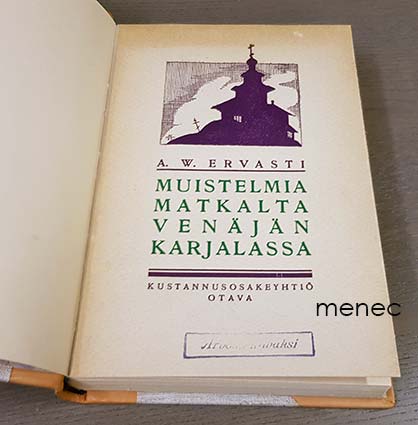 A. W. ERVASTI
MUISTELMIA
MATKALTA
VENÄJÄN
KARJALASSA
KUSTANNUSOSAKEYHTIÖ
OTAVA
menec